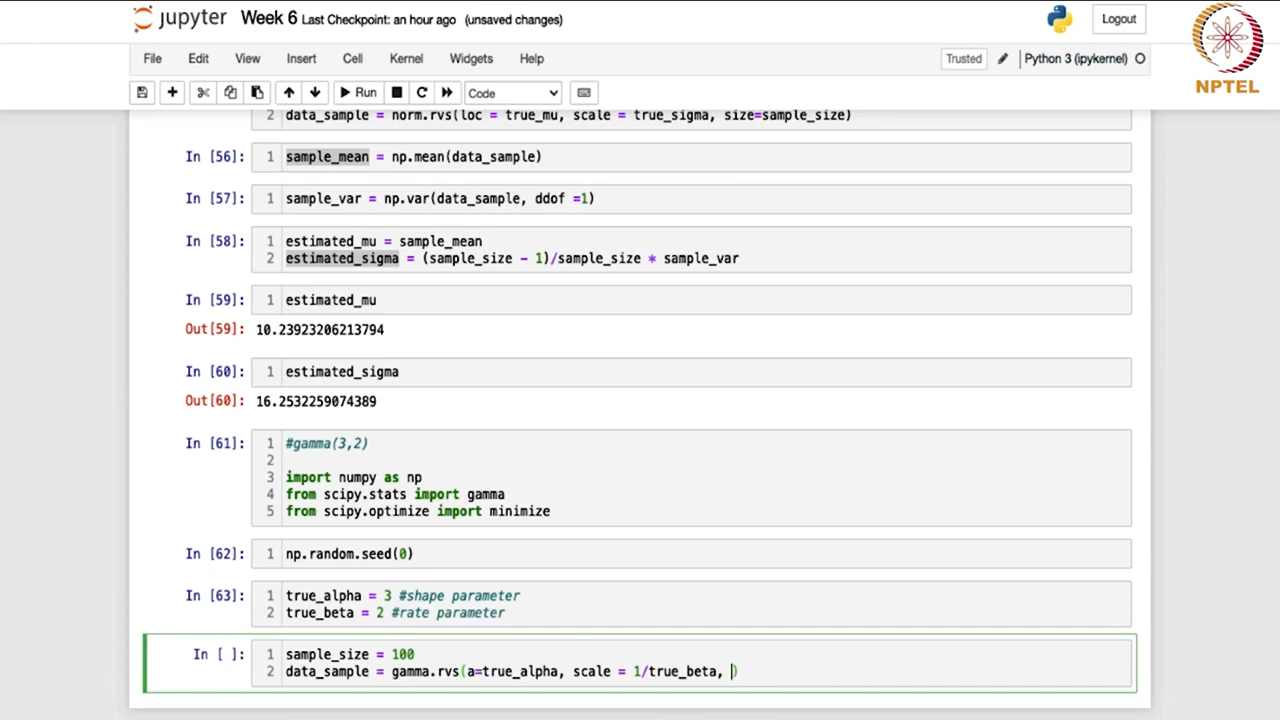 jupyter Week 6 Last Checkpoint: an hour ago (unsaved changes)
Logout
NPTEL
File Edit View Insert Cell Kernel Widgets Help
Trusted Python 3 (ipykernel)
Run Code
2 data_sample = norm.rvs(loc = true_mu, scale = true_sigma, size=sample_size)
In [56]: 1 sample_mean = np.mean(data_sample)
In [57]: 1 sample_var = np.var(data_sample, ddof =1)
In [58]: 1 estimated_mu = sample_mean
2 estimated_sigma = (sample_size - 1)/sample_size * sample_var
In [59]: 1 estimated_mu
Out[59]: 10.23923206213794
In [60]: 1 estimated_sigma
Out[60]: 16.2532259074389
In [61]: 1 #gamma(3,2)
2
3 import numpy as np
4 from scipy.stats import gamma
5 from scipy.optimize import minimize
In [62]: 1 np.random.seed(0)
In [63]: 1 true_alpha = 3 #shape parameter
2 true_beta = 2 #rate parameter
In [ ]: 1 sample_size = 100
2 data_sample = gamma.rvs(a=true_alpha, scale = 1/true_beta, )